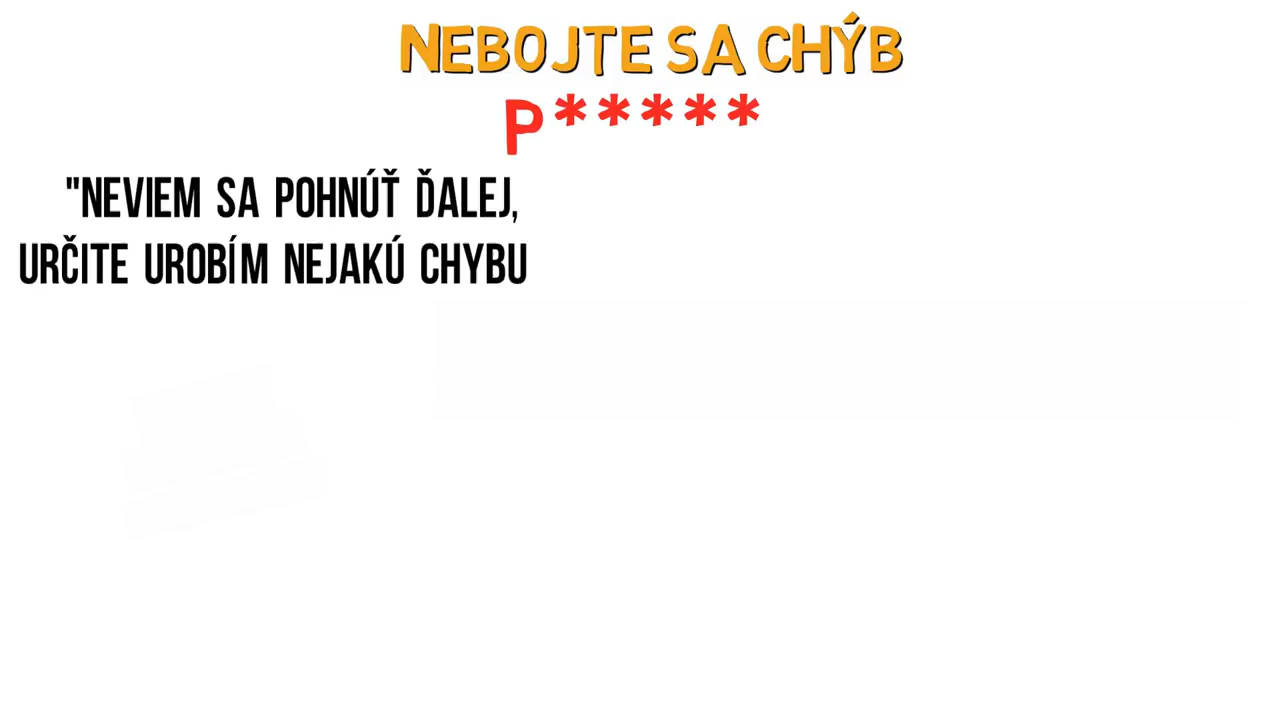 NEBOJTE SA CHÝB
P*****
"NEVIEM SA POHNÚŤ ĎALEJ,
URČITE UROBÍM NEJAKÚ CHYBU